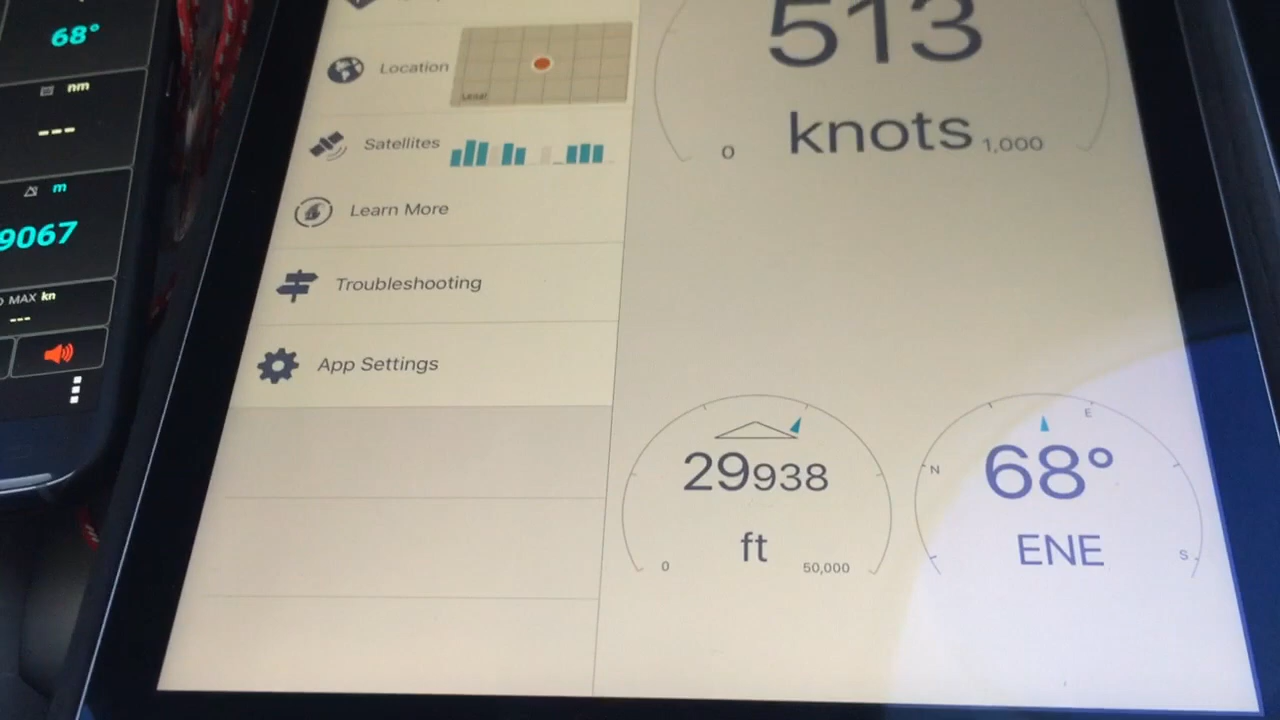 68°
nm
---
m
9067
MAX kn
---
Location
Satellites
Learn More
Troubleshooting
App Settings
513
knots
0
1,000
29938
ft
0
50,000
N
E
S
68°
ENE